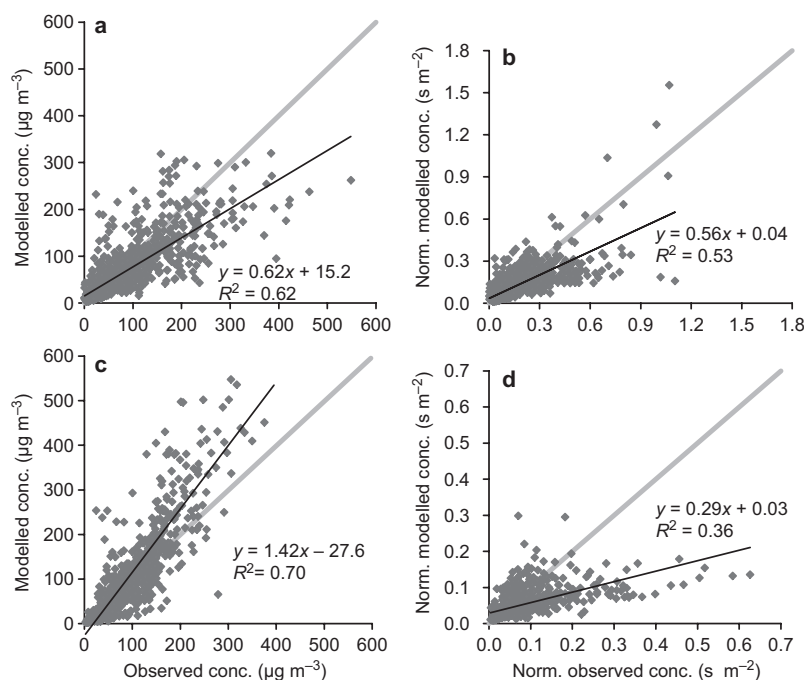 a
Modelled conc. (µg m–3)
600
500
400
300
200
100
0
y = 0.62x + 15.2
R2 = 0.62
0 100 200 300 400 500 600
b
Norm. modelled conc. (s m–2)
1.8
1.5
1.2
0.9
0.6
0.3
0.0
y = 0.56x + 0.04
R2 = 0.53
0.0 0.3 0.6 0.9 1.2 1.5 1.8
c
Modelled conc. (µg m–3)
600
500
400
300
200
100
0
y = 1.42x – 27.6
R2= 0.70
0 100 200 300 400 500 600
Observed conc. (µg m–3)
d
Norm. modelled conc. (s m–2)
0.7
0.6
0.5
0.4
0.3
0.2
0.1
0.0
y = 0.29x + 0.03
R2 = 0.36
0.0 0.1 0.2 0.3 0.4 0.5 0.6 0.7
Norm. observed conc. (s m–2)